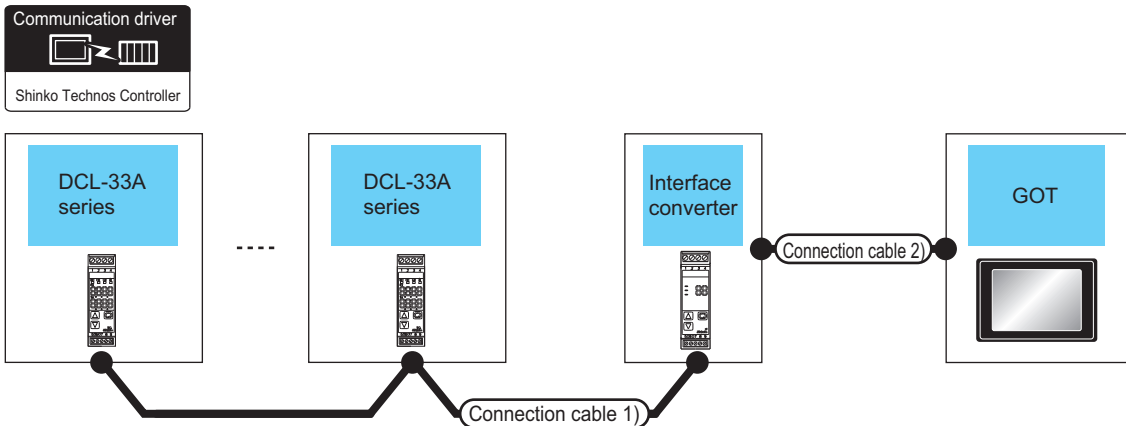 Communication driver
Shinko Technos Controller
DCL-33A
series
DCL-33A
series
Interface
converter
GOT
Connection cable 2)
Connection cable 1)